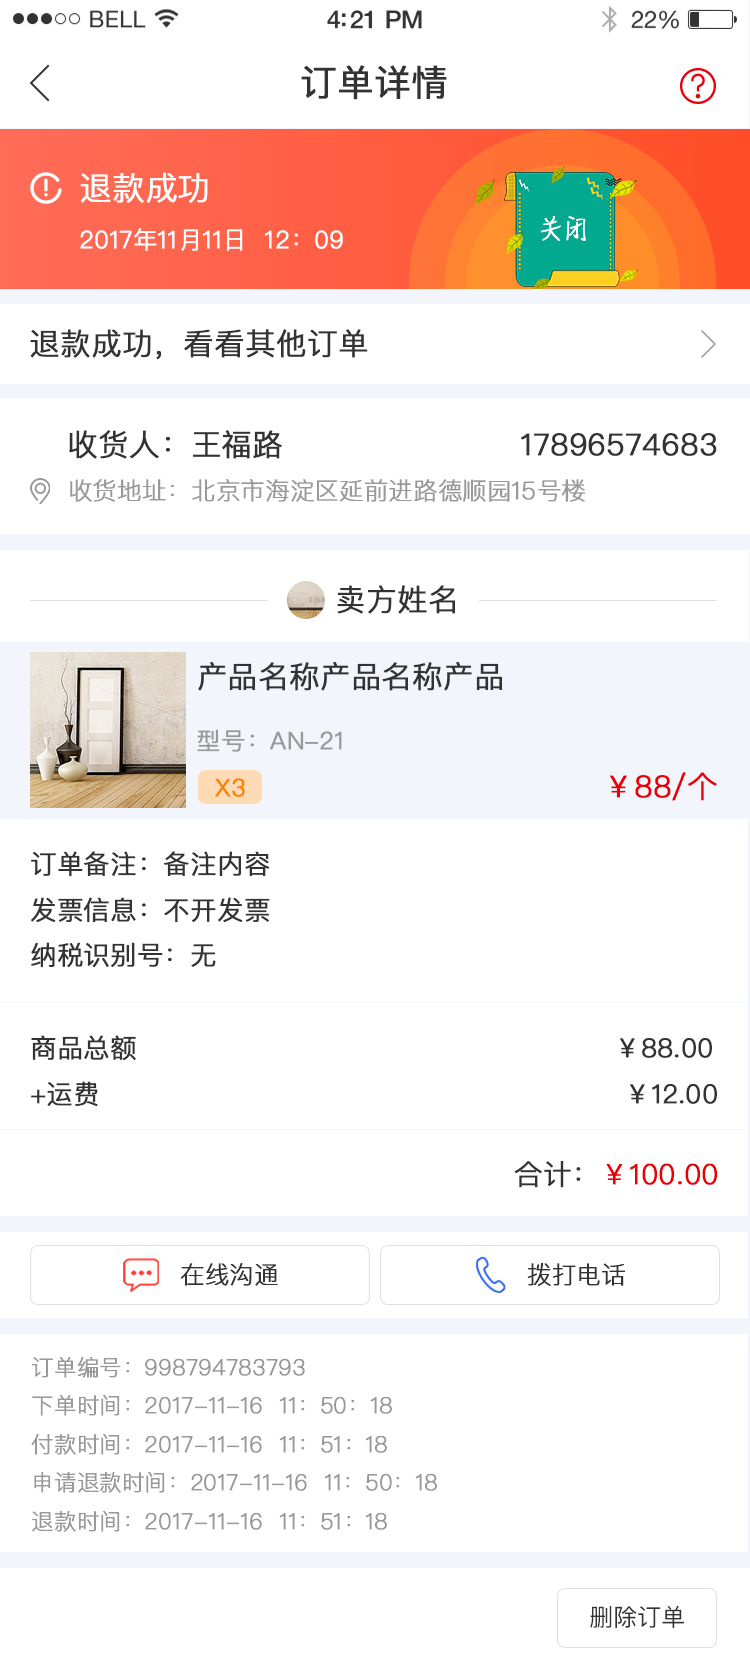 BELL 4:21 PM 22%
订单详情
退款成功
2017年11月11日 12：09
关闭
退款成功，看看其他订单
收货人：王福路 17896574683
收货地址：北京市海淀区延前进路德顺园15号楼
卖方姓名
产品名称产品名称产品
型号：AN-21
X3 ¥88/个
订单备注：备注内容
发票信息：不开发票
纳税识别号：无
商品总额 ¥88.00
+运费 ¥12.00
合计：¥100.00
在线沟通 拨打电话
订单编号：998794783793
下单时间：2017-11-16 11：50：18
付款时间：2017-11-16 11：51：18
申请退款时间：2017-11-16 11：50：18
退款时间：2017-11-16 11：51：18
删除订单